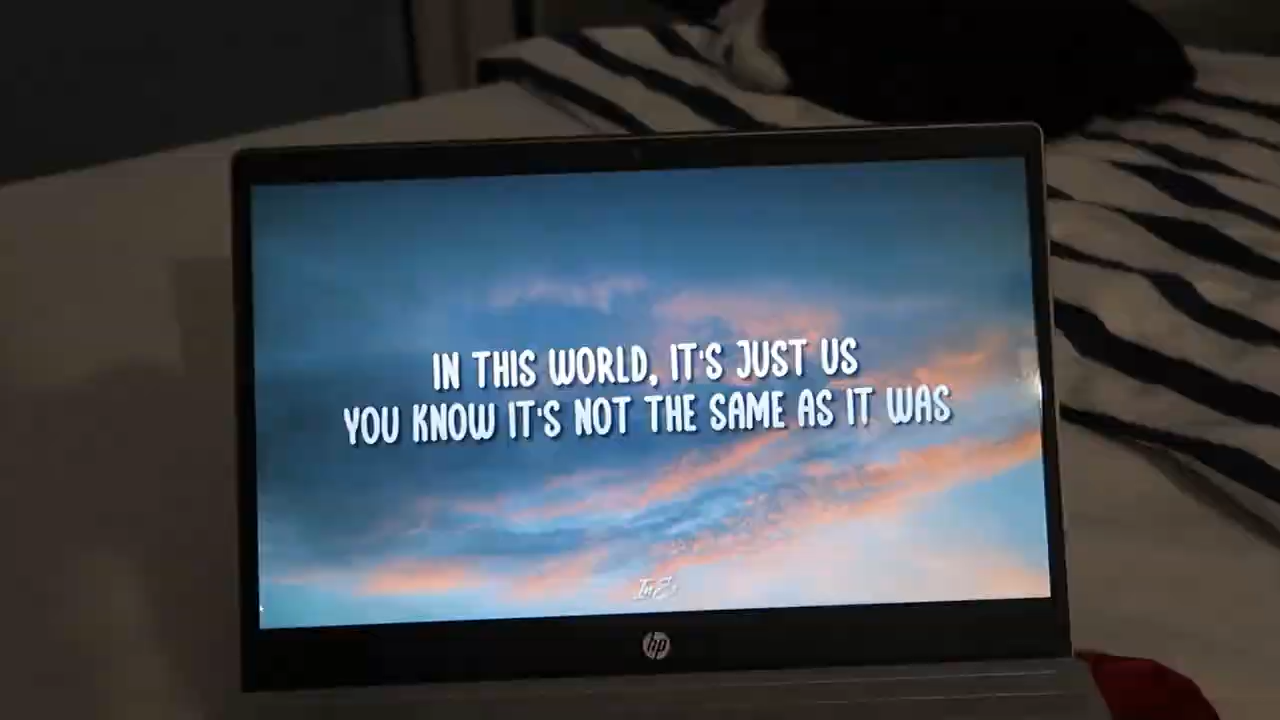 IN THIS WORLD, IT'S JUST US
YOU KNOW IT'S NOT THE SAME AS IT WAS
hp